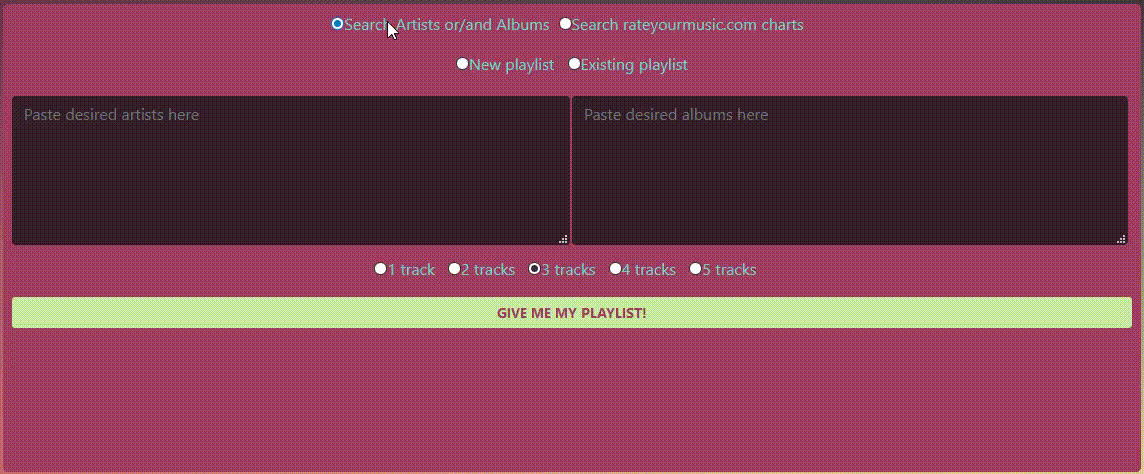 Search Artists or/and Albums Search rateyourmusic.com charts
New playlist Existing playlist
Paste desired artists here Paste desired albums here
1 track 2 tracks 3 tracks 4 tracks 5 tracks
GIVE ME MY PLAYLIST!